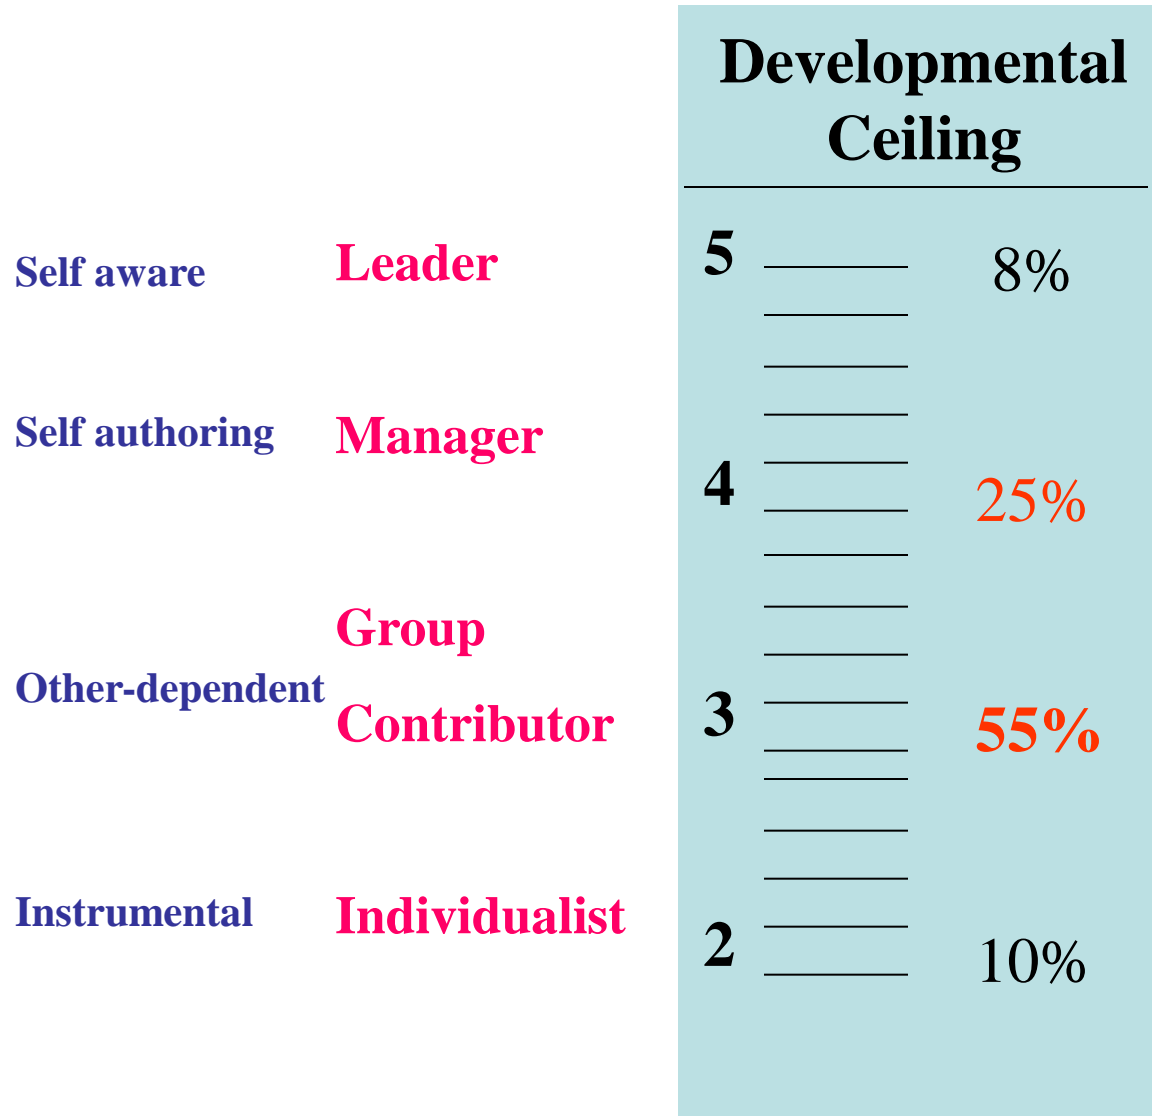 Developmental
Ceiling
Self aware Leader 5 8%
Self authoring Manager 4 25%
Group
Other-dependent Contributor 3 55%
Instrumental Individualist 2 10%